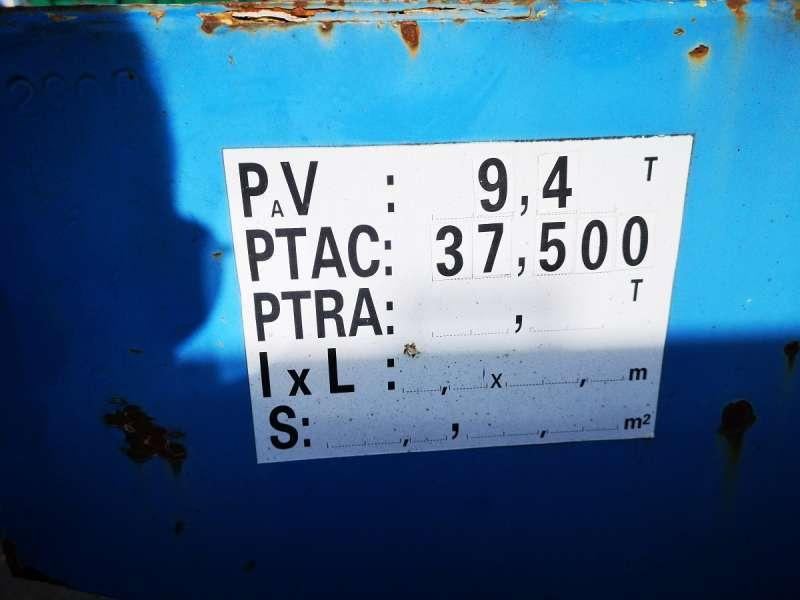 PAV : 9,4 T
PTAC: 37,500
PTRA: , T
l x L : , x , m
S: , , , m²